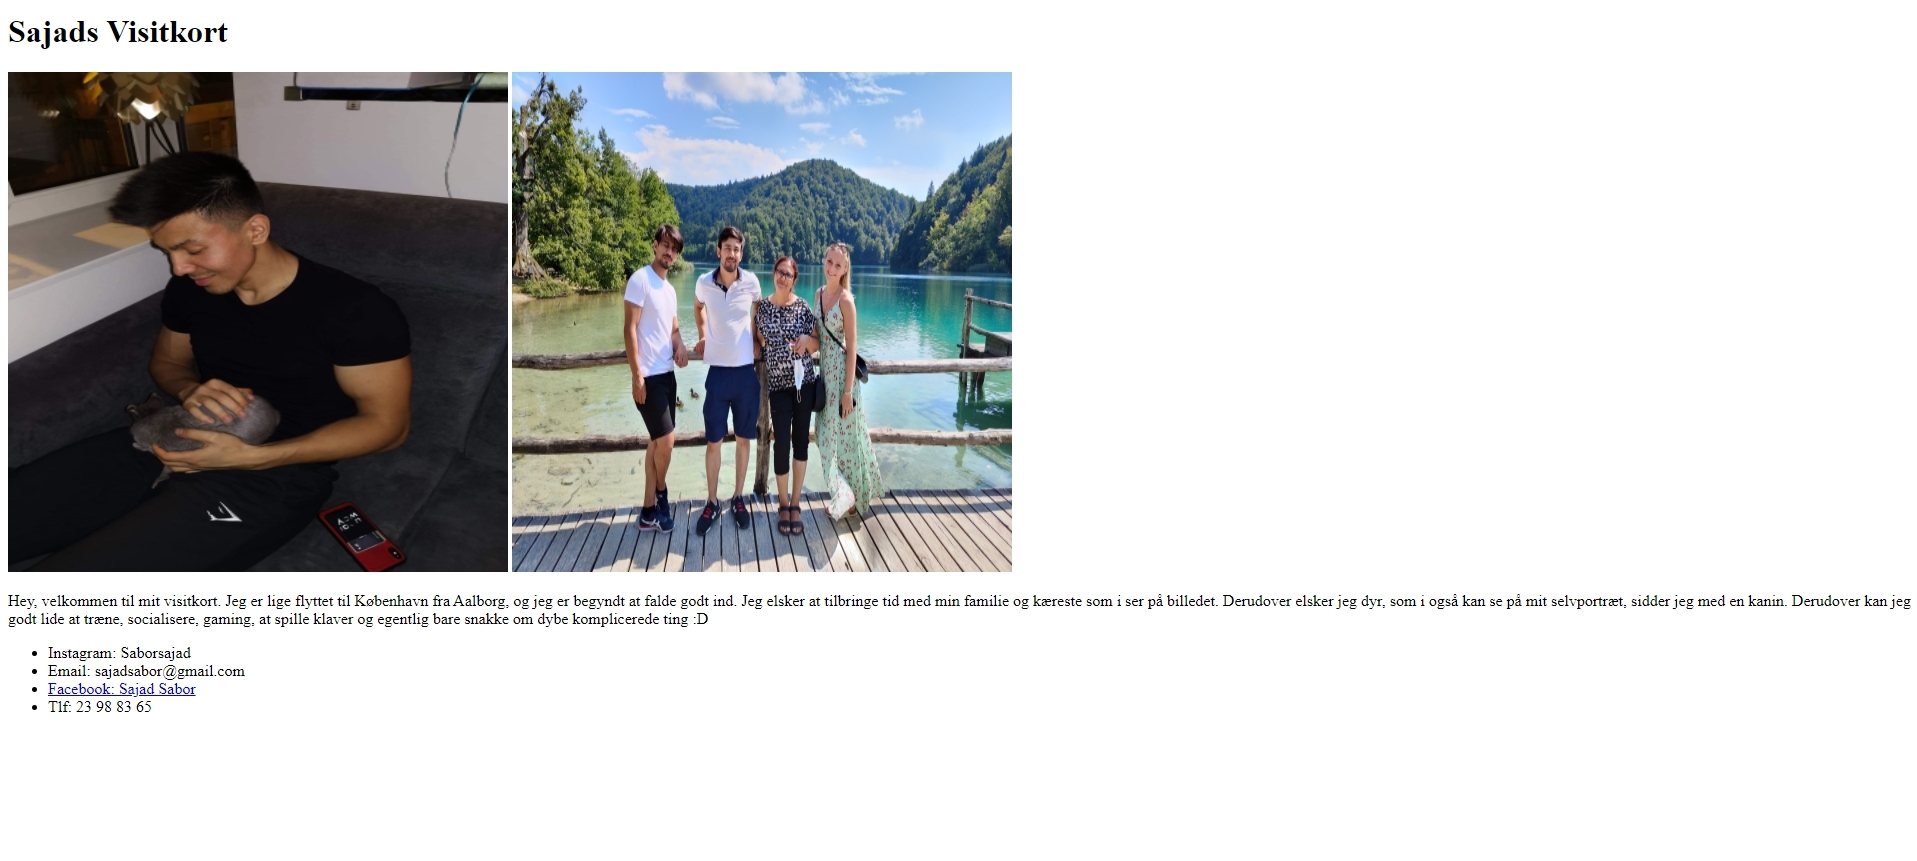 Sajads Visitkort
Hey, velkommen til mit visitkort. Jeg er lige flyttet til København fra Aalborg, og jeg er begyndt at falde godt ind. Jeg elsker at tilbringe tid med min familie og kæreste som i ser på billedet. Derudover elsker jeg dyr, som i også kan se på mit selvportræt, sidder jeg med en kanin. Derudover kan jeg
godt lide at træne, socialisere, gaming, at spille klaver og egentlig bare snakke om dybe komplicerede ting :D
Instagram: Saborsajad
Email: sajadsabor@gmail.com
Facebook: Sajad Sabor
Tlf: 23 98 83 65